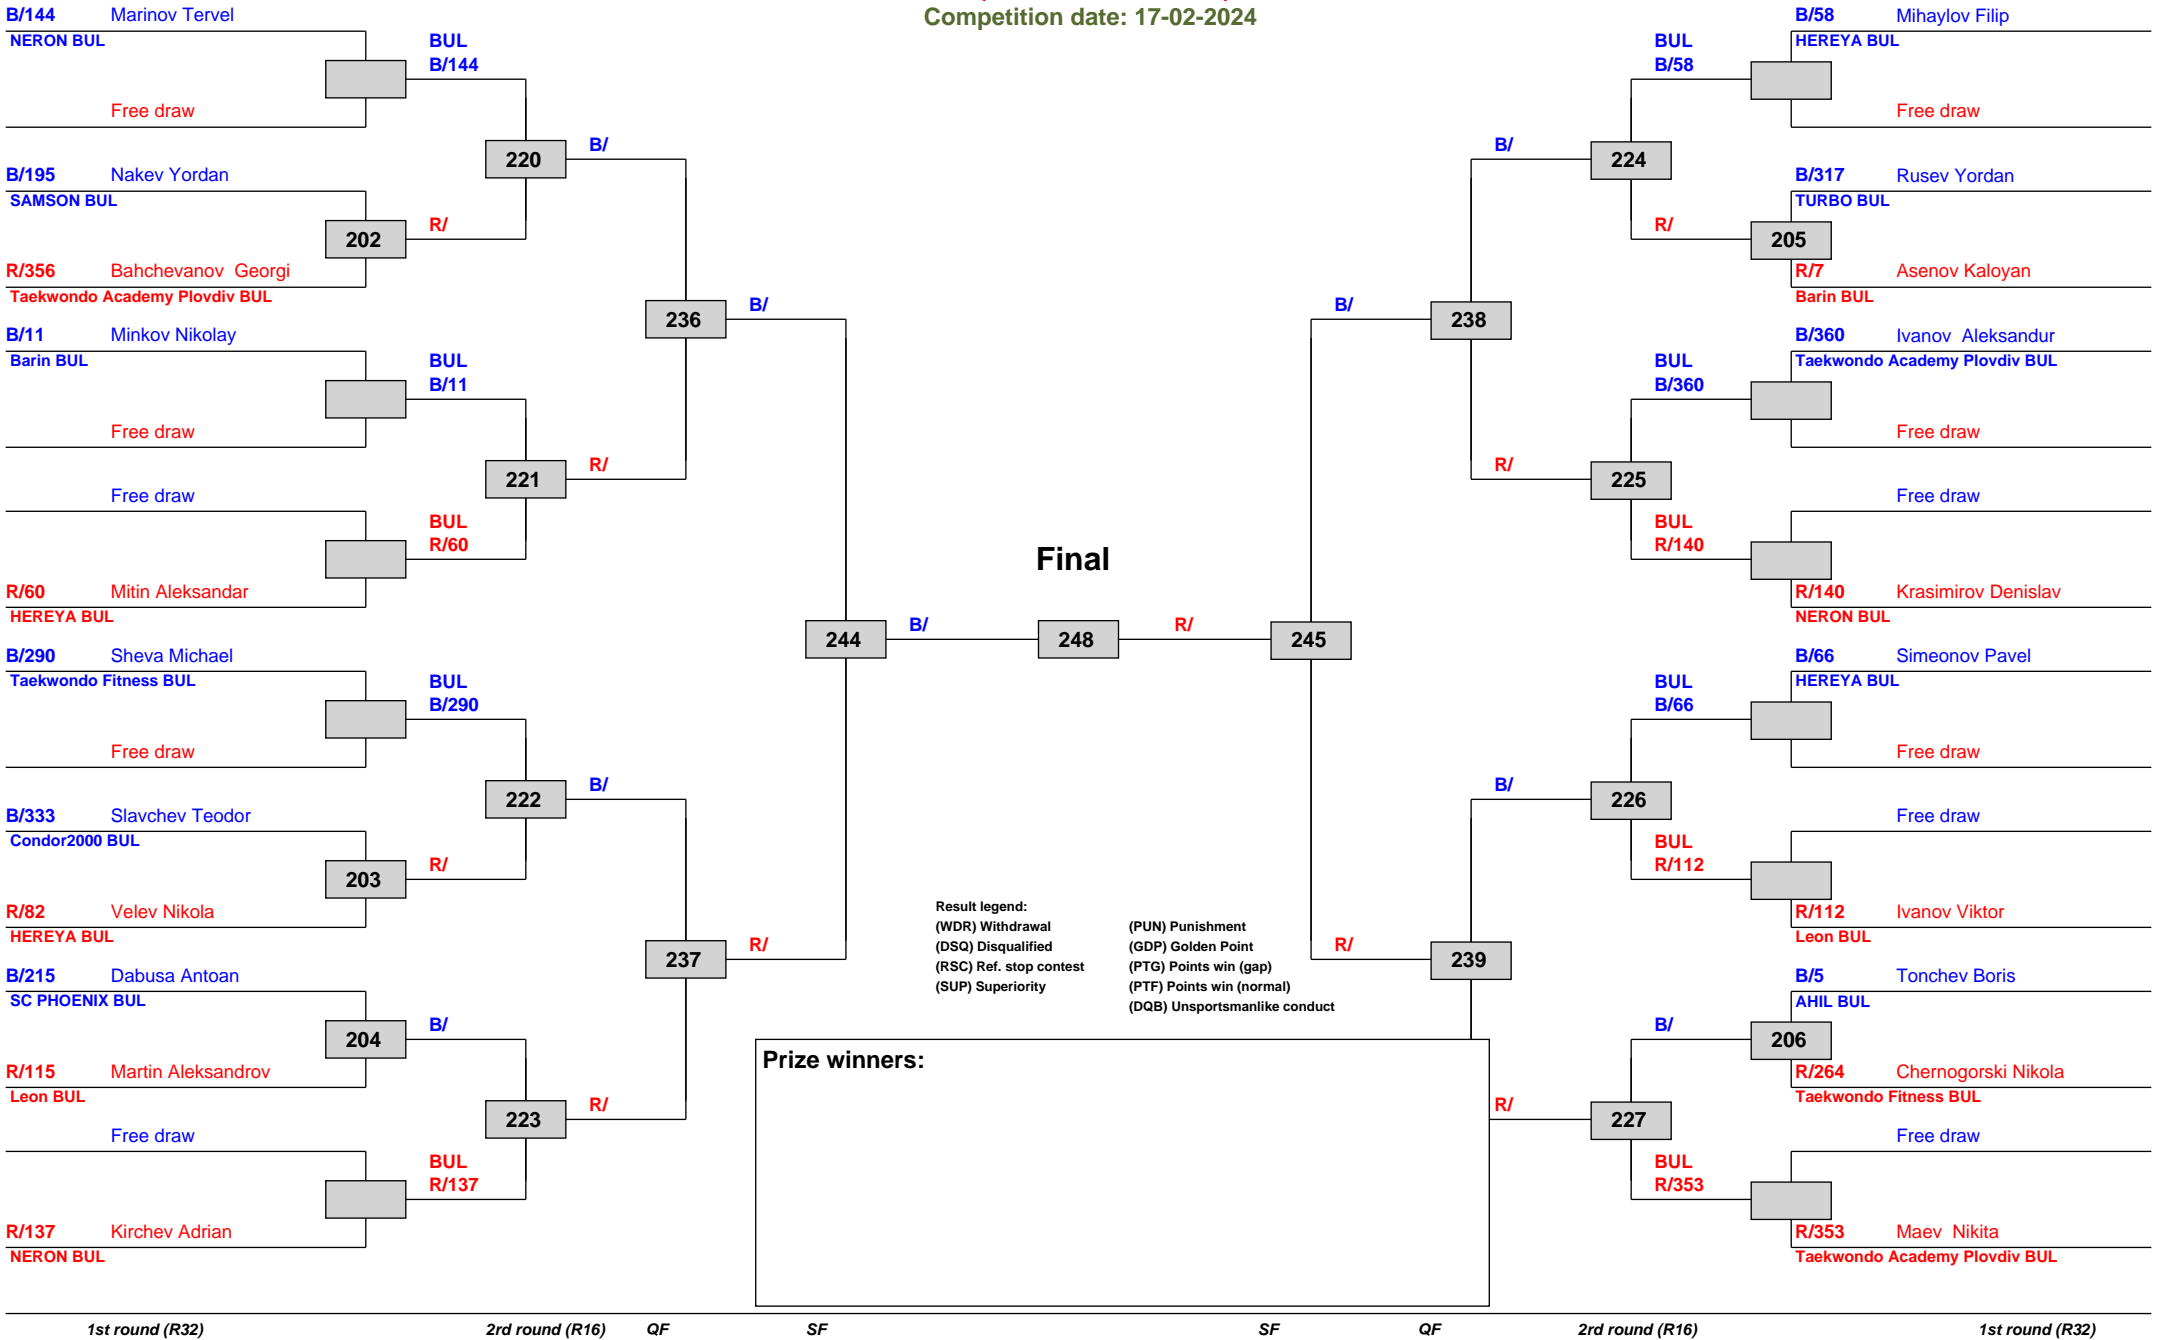 Competition date: 17-02-2024
B/144 Marinov Tervel
NERON BUL
Free draw
BUL
B/144
B/195 Nakev Yordan
SAMSON BUL
202
R/356 Bahchevanov  Georgi
Taekwondo Academy Plovdiv BUL
R/
220
B/
B/11 Minkov Nikolay
Barin BUL
Free draw
BUL
B/11
Free draw
R/60 Mitin Aleksandar
HEREYA BUL
BUL
R/60
221
R/
236
B/
B/290 Sheva Michael
Taekwondo Fitness BUL
Free draw
BUL
B/290
B/333 Slavchev Teodor
Condor2000 BUL
203
R/82 Velev Nikola
HEREYA BUL
R/
222
B/
B/215 Dabusa Antoan
SC PHOENIX BUL
204
R/115 Martin Aleksandrov
Leon BUL
B/
Free draw
R/137 Kirchev Adrian
NERON BUL
BUL
R/137
223
R/
237
R/
244
B/
Final
248
R/
245
B/58 Mihaylov Filip
HEREYA BUL
Free draw
BUL
B/58
B/317 Rusev Yordan
TURBO BUL
205
R/7 Asenov Kaloyan
Barin BUL
R/
224
B/
B/360 Ivanov  Aleksandur
Taekwondo Academy Plovdiv BUL
Free draw
BUL
B/360
Free draw
R/140 Krasimirov Denislav
NERON BUL
BUL
R/140
225
R/
238
B/
B/66 Simeonov Pavel
HEREYA BUL
Free draw
BUL
B/66
Free draw
R/112 Ivanov Viktor
Leon BUL
BUL
R/112
226
B/
B/5 Tonchev Boris
AHIL BUL
206
R/264 Chernogorski Nikola
Taekwondo Fitness BUL
B/
Free draw
R/353 Maev  Nikita
Taekwondo Academy Plovdiv BUL
BUL
R/353
227
R/
239
R/
Result legend:
(WDR) Withdrawal (PUN) Punishment
(DSQ) Disqualified (GDP) Golden Point
(RSC) Ref. stop contest (PTG) Points win (gap)
(SUP) Superiority (PTF) Points win (normal)
(DQB) Unsportsmanlike conduct
Prize winners:
1st round (R32) 2rd round (R16) QF SF SF QF 2rd round (R16) 1st round (R32)